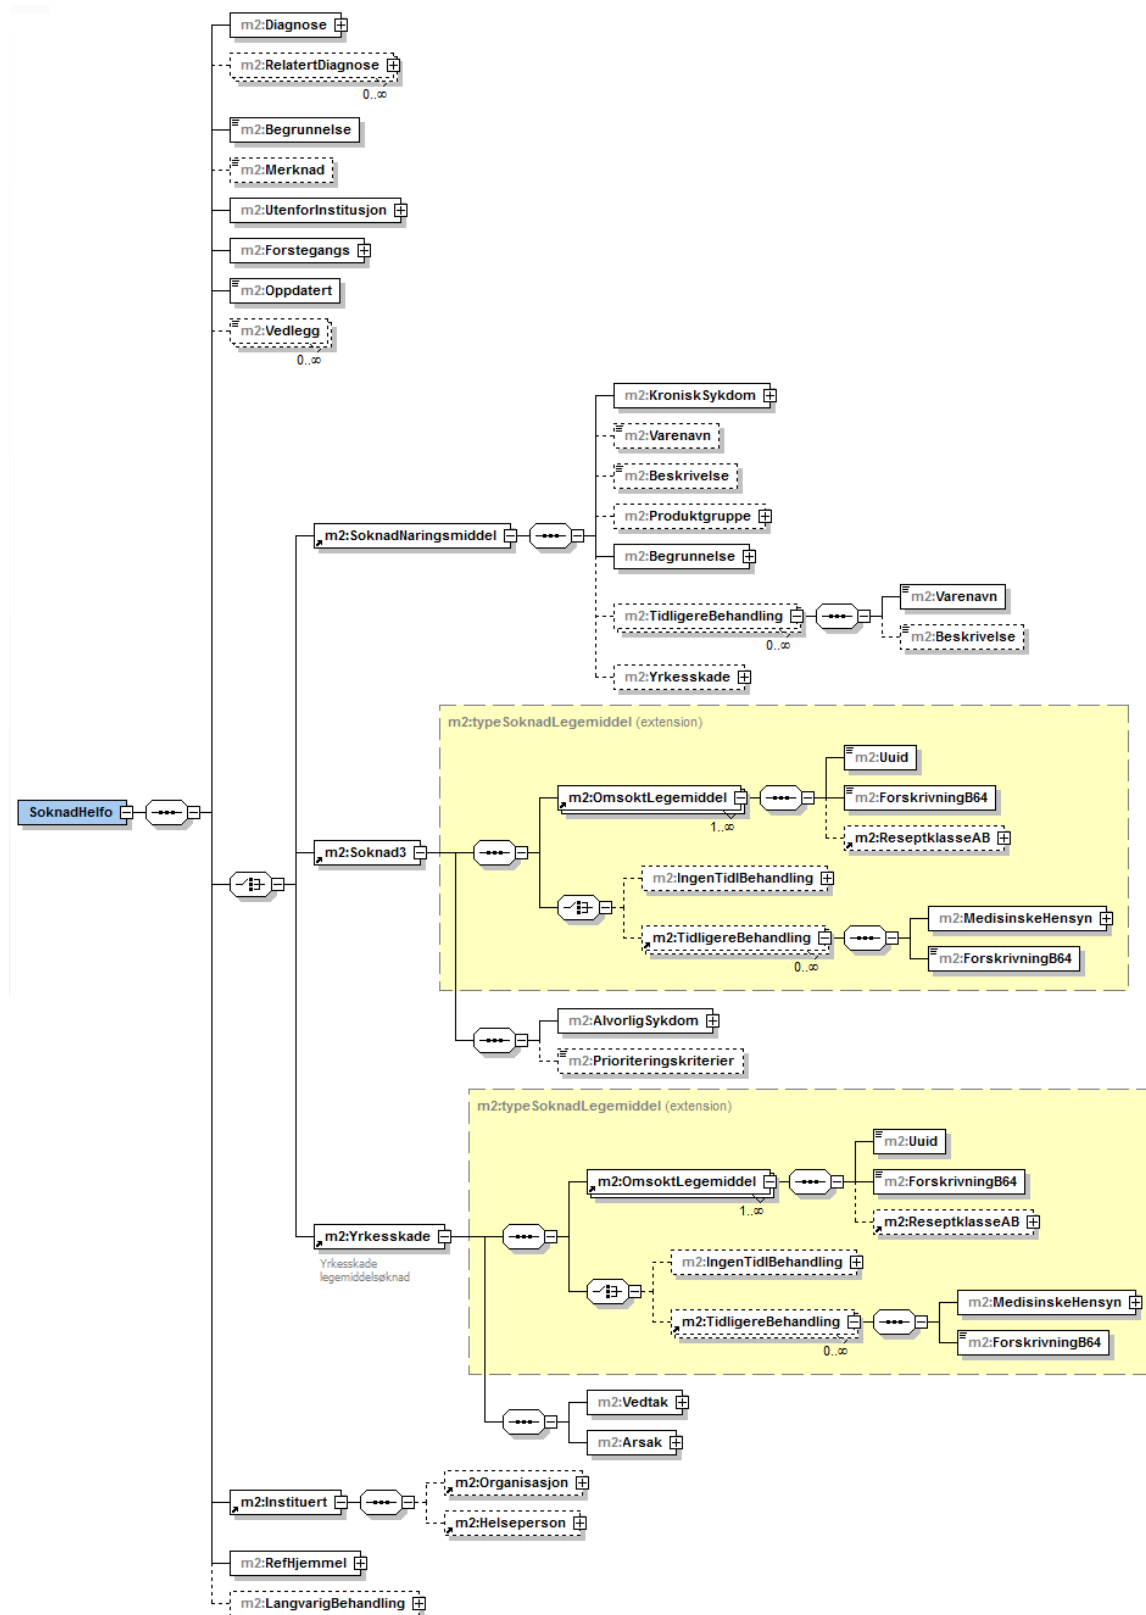 m2:Diagnose
m2:RelatertDiagnose
0..∞
m2:Begrunnelse
m2:Merknad
m2:UtenforInstitusjon
m2:Forstegangs
m2:Oppdatert
m2:Vedlegg
0..∞
m2:KroniskSykdom
m2:Varenavn
m2:Beskrivelse
m2:Produktgruppe
m2:SoknadNaringsmiddel
m2:Begrunnelse
m2:TidligereBehandling
0..∞
m2:Varenavn
m2:Beskrivelse
m2:Yrkesskade
m2:typeSoknadLegemiddel (extension)
m2:Uuid
m2:OmsoktLegemiddel
1..∞
m2:ForskrivningB64
m2:ReseptklasseAB
SoknadHelfo
m2:Soknad3
m2:IngenTidlBehandling
m2:TidligereBehandling
0..∞
m2:MedisinskeHensyn
m2:ForskrivningB64
m2:AlvorligSykdom
m2:Prioriteringskriterier
m2:typeSoknadLegemiddel (extension)
m2:Uuid
m2:OmsoktLegemiddel
1..∞
m2:ForskrivningB64
m2:ReseptklasseAB
m2:Yrkesskade
Yrkesskade
legemiddelsøknad
m2:IngenTidlBehandling
m2:TidligereBehandling
0..∞
m2:MedisinskeHensyn
m2:ForskrivningB64
m2:Vedtak
m2:Arsak
m2:Instituert
m2:Organisasjon
m2:Helseperson
m2:RefHjemmel
m2:LangvarigBehandling